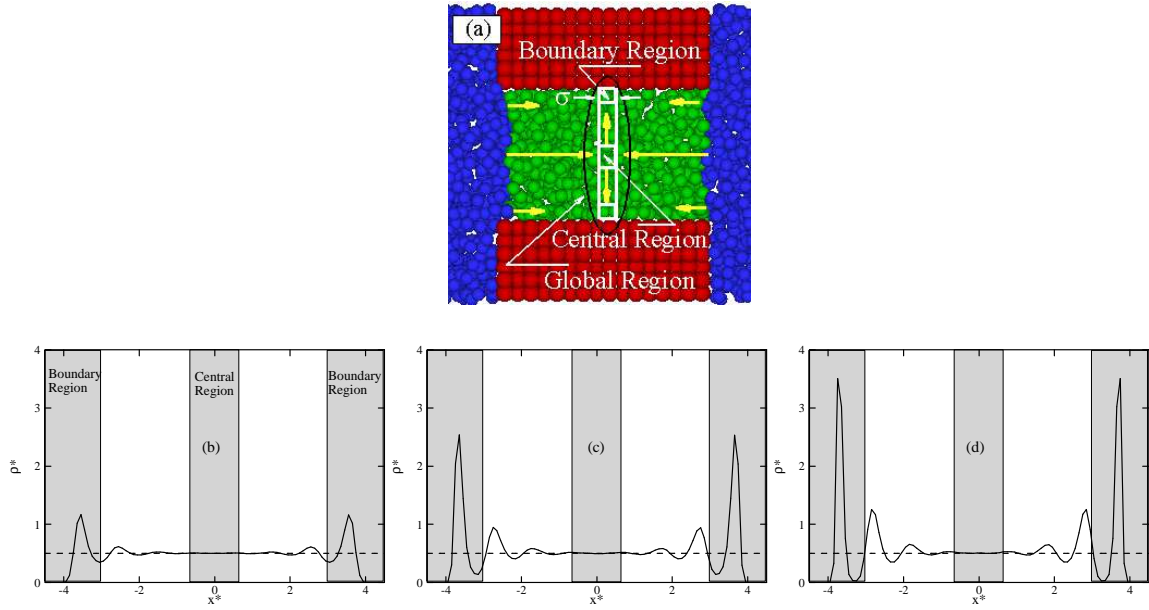 (a)
Boundary Region
σ
Central Region
Global Region
4
3
2
1
0
ρ*
-4
-2
0
2
4
x*
Boundary
Region
Central
Region
Boundary
Region
(b)
4
3
2
1
0
ρ*
-4
-2
0
2
4
x*
(c)
4
3
2
1
0
ρ*
-4
-2
0
2
4
x*
(d)